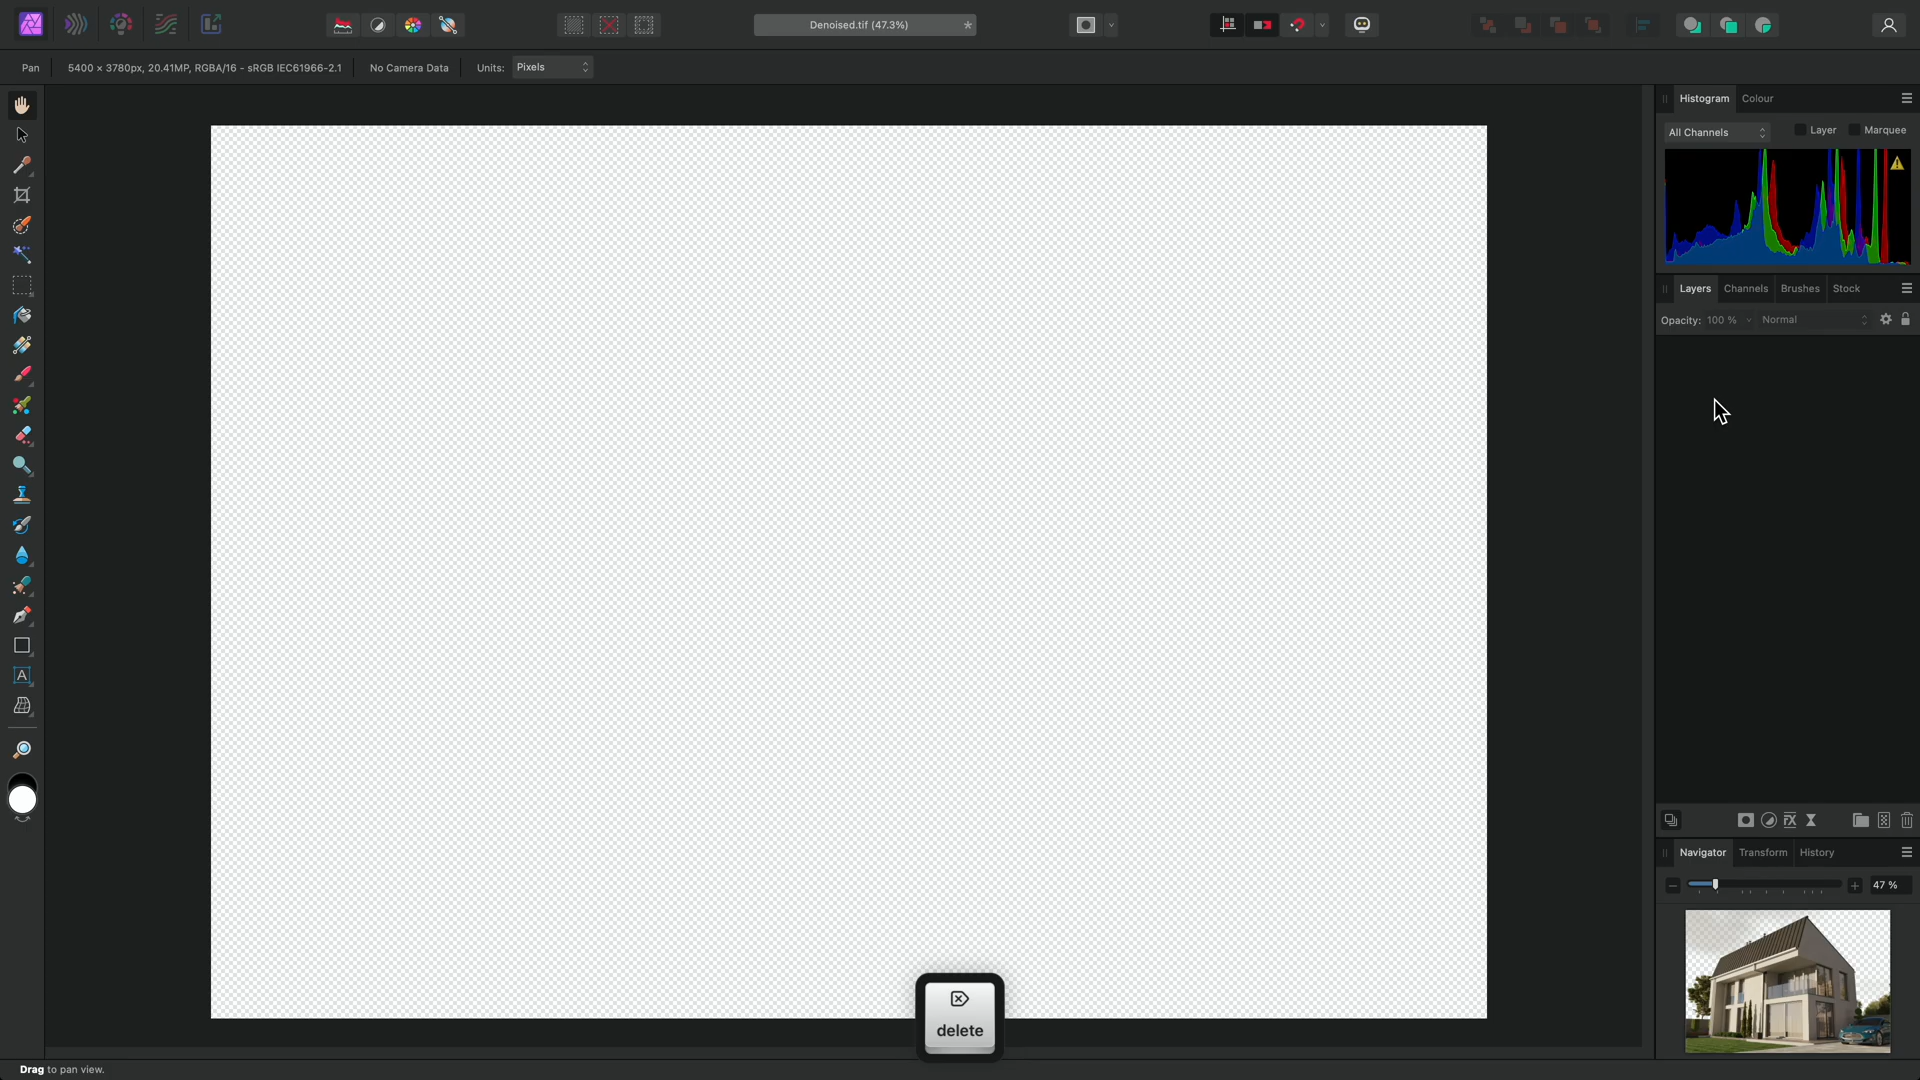 Denoised.tif (47.3%)
*
Pan
5400 × 3780px, 20.41MP, RGBA/16 - sRGB IEC61966-2.1
No Camera Data
Units:
Pixels
Histogram
Colour
All Channels
Layer
Marquee
Layers
Channels
Brushes
Stock
Opacity:
100 %
Normal
A
fx
Navigator
Transform
History
47 %
delete
Drag to pan view.